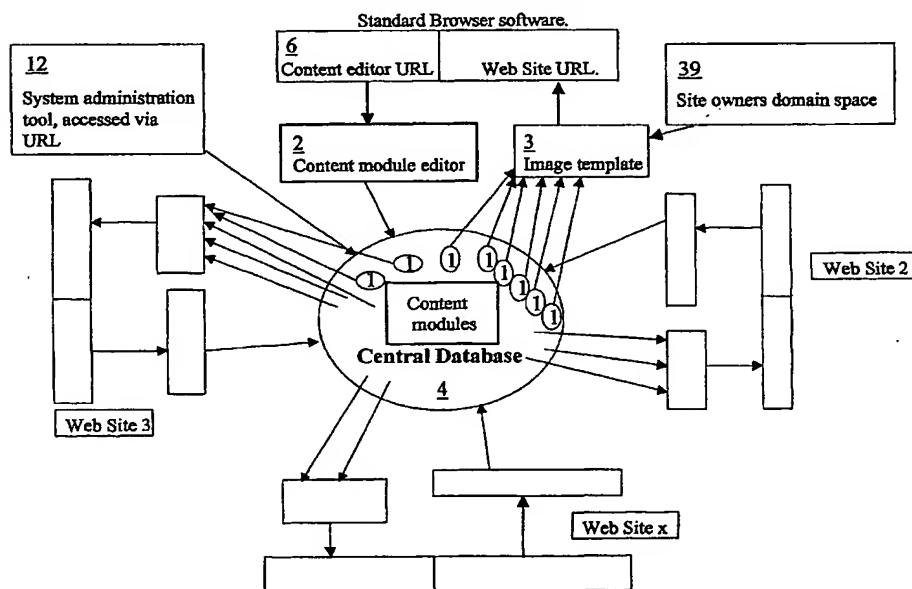 Standard Browser software.
12
System administration
tool, accessed via
URL
6
Content editor URL
Web Site URL.
39
Site owners domain space
2
Content module editor
3
Image template
1
1
1
1
1
1
1
1
Content
modules
Central Database
4
Web Site 2
Web Site 3
Web Site x